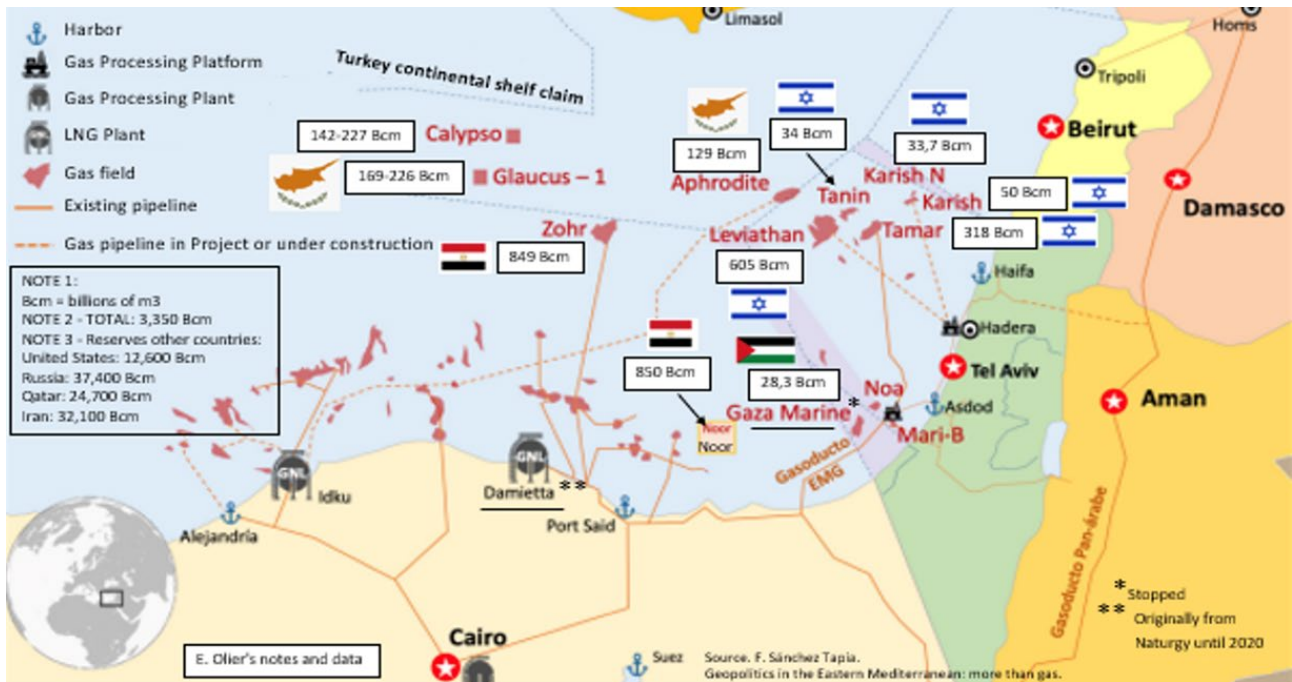 Harbor
Gas Processing Platform
Gas Processing Plant
LNG Plant
Gas field
Existing pipeline
Gas pipeline in Project or under construction
NOTE 1:
Bcm = billions of m3
NOTE 2 - TOTAL: 3,350 Bcm
NOTE 3 - Reserves other countries:
United States: 12,600 Bcm
Russia: 37,400 Bcm
Qatar: 24,700 Bcm
Iran: 32,100 Bcm
Limasol
Homs
Turkey continental shelf claim
Tripoli
Beirut
142-227 Bcm
Calypso
169-226 Bcm
Glaucus – 1
129 Bcm
Aphrodite
34 Bcm
Tanin
33,7 Bcm
Karish N
Karish
50 Bcm
Damasco
Zohr
849 Bcm
Leviathan
605 Bcm
Tamar
318 Bcm
Haifa
Hadera
Tel Aviv
850 Bcm
Noor
Noor
28,3 Bcm
Gaza Marine *
Noa
Asdod
Mari-B
Aman
Gasoducto
EMG
GNL
Idku
GNL
Damietta **
Port Said
Alejandría
Cairo
Suez
Gasoducto Pan-árabe
* Stopped
** Originally from
Naturgy until 2020
E. Olier's notes and data
Source. F. Sánchez Tapia.
Geopolitics in the Eastern Mediterranean: more than gas.